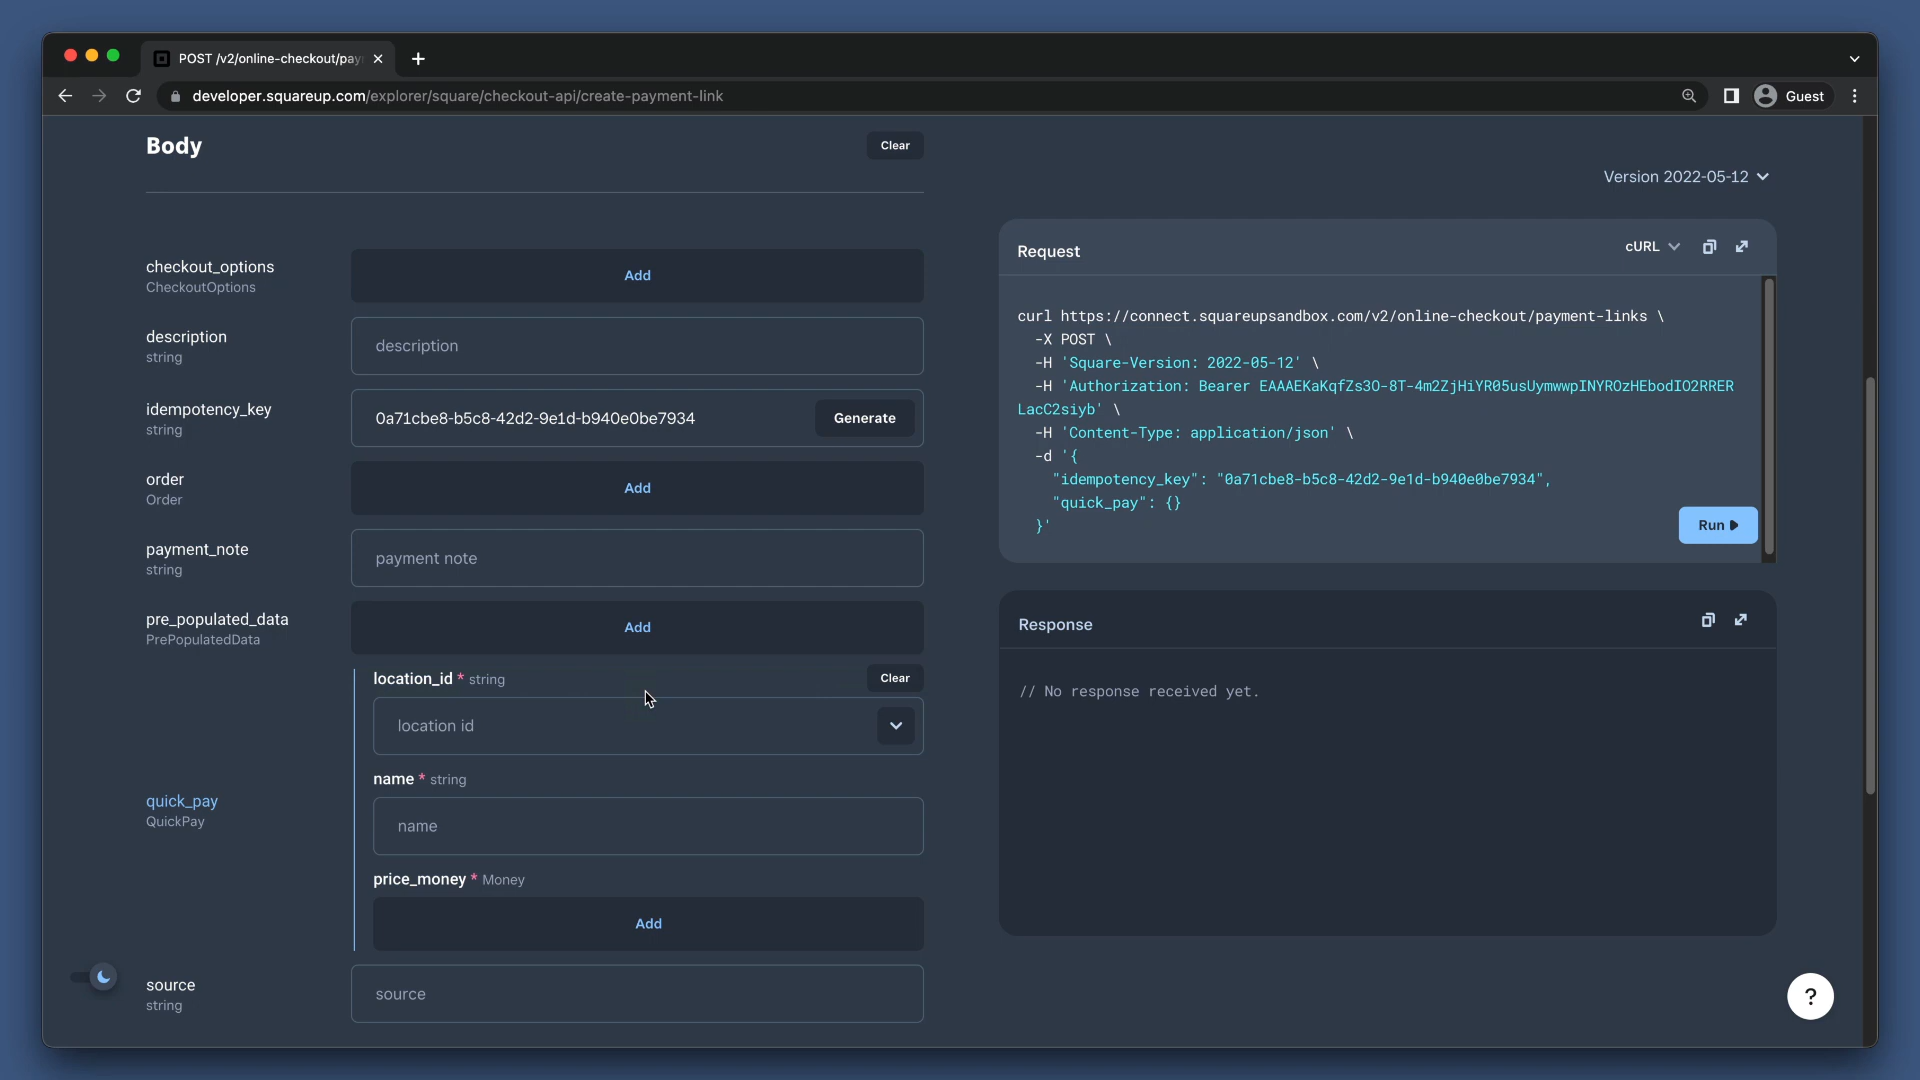 POST /v2/online-checkout/pay
developer.squareup.com/explorer/square/checkout-api/create-payment-link
Guest
Body
Clear
Version 2022-05-12
checkout_options
CheckoutOptions
Add
description
string
description
idempotency_key
string
0a71cbe8-b5c8-42d2-9e1d-b940e0be7934
Generate
order
Order
Add
payment_note
string
payment note
pre_populated_data
PrePopulatedData
Add
quick_pay
QuickPay
location_id * string
Clear
location id
name * string
name
price_money * Money
Add
source
string
source
Request
cURL
curl https://connect.squareupsandbox.com/v2/online-checkout/payment-links \
-X POST \
-H 'Square-Version: 2022-05-12' \
-H 'Authorization: Bearer EAAAEKaKqfZs3O-8T-4m2ZjHiYR05usUymwwpINYROzHEbodIO2RRER
LacC2siyb' \
-H 'Content-Type: application/json' \
-d '{
"idempotency_key": "0a71cbe8-b5c8-42d2-9e1d-b940e0be7934",
"quick_pay": {}
}'
Run
Response
// No response received yet.
?